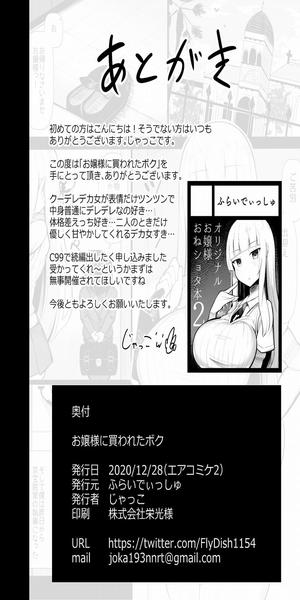 あとがき
初めての方はこんにちは！そうでない方はいつも
ありがとうございます。じゃっこです。
この度は「お嬢様に買われたボク」を
手にとって頂き、ありがとうございます。
クーデレデカ女が表情だけツンツンで
中身普通にデレデレなの好き…
体格差えっち好き…二人のときだけ
優しく甘やかしてくれるデカ女すき…
C99で続編出したく申し込みました
受かってくれ～というかまずは
無事開催されてほしいですね
今後ともよろしくお願いいたします。
じゃっこ
ふらいでぃっしゅ
オリジナル
お嬢様
おねショタ本
2
奥付
お嬢様に買われたボク
発行日 2020/12/28(エアコミケ2)
発行元 ふらいでぃっしゅ
発行者 じゃっこ
印刷 株式会社栄光様
URL https://twitter.com/FlyDish1154
mail joka193nnrt@gmail.com